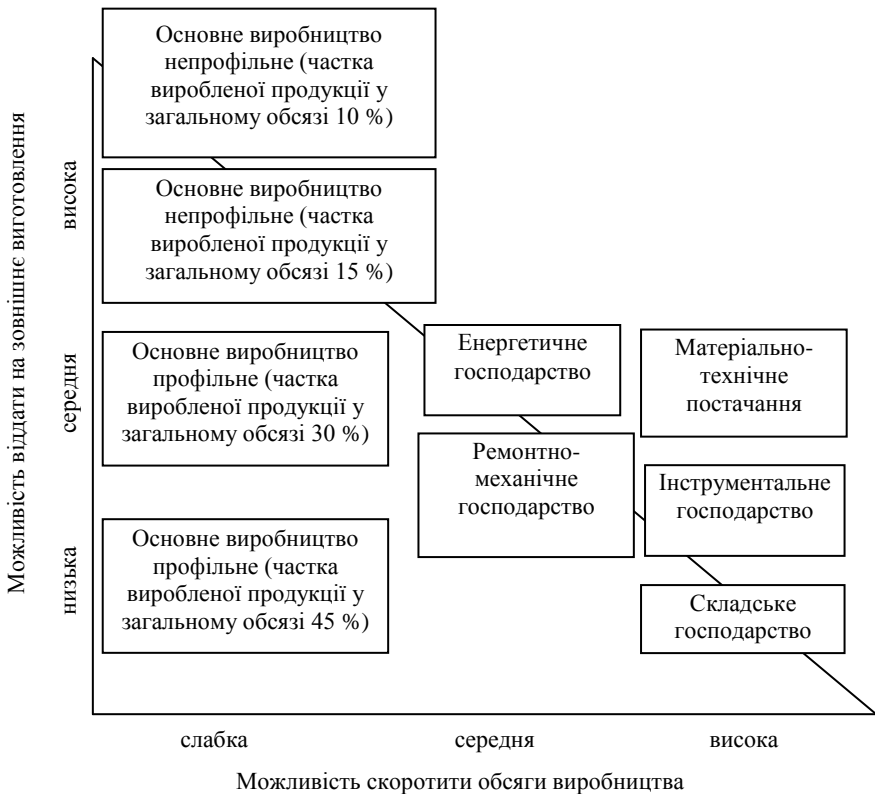 Можливість віддати на зовнішнє виготовлення
висока
середня
низька
Основне виробництво
непрофільне (частка
виробленої продукції у
загальному обсязі 10 %)
Основне виробництво
непрофільне (частка
виробленої продукції у
загальному обсязі 15 %)
Основне виробництво
профільне (частка
виробленої продукції у
загальному обсязі 30 %)
Енергетичне
господарство
Матеріально-
технічне
постачання
Ремонтно-
механічне
господарство
Інструментальне
господарство
Основне виробництво
профільне (частка
виробленої продукції у
загальному обсязі 45 %)
Складське
господарство
слабка
середня
висока
Можливість скоротити обсяги виробництва